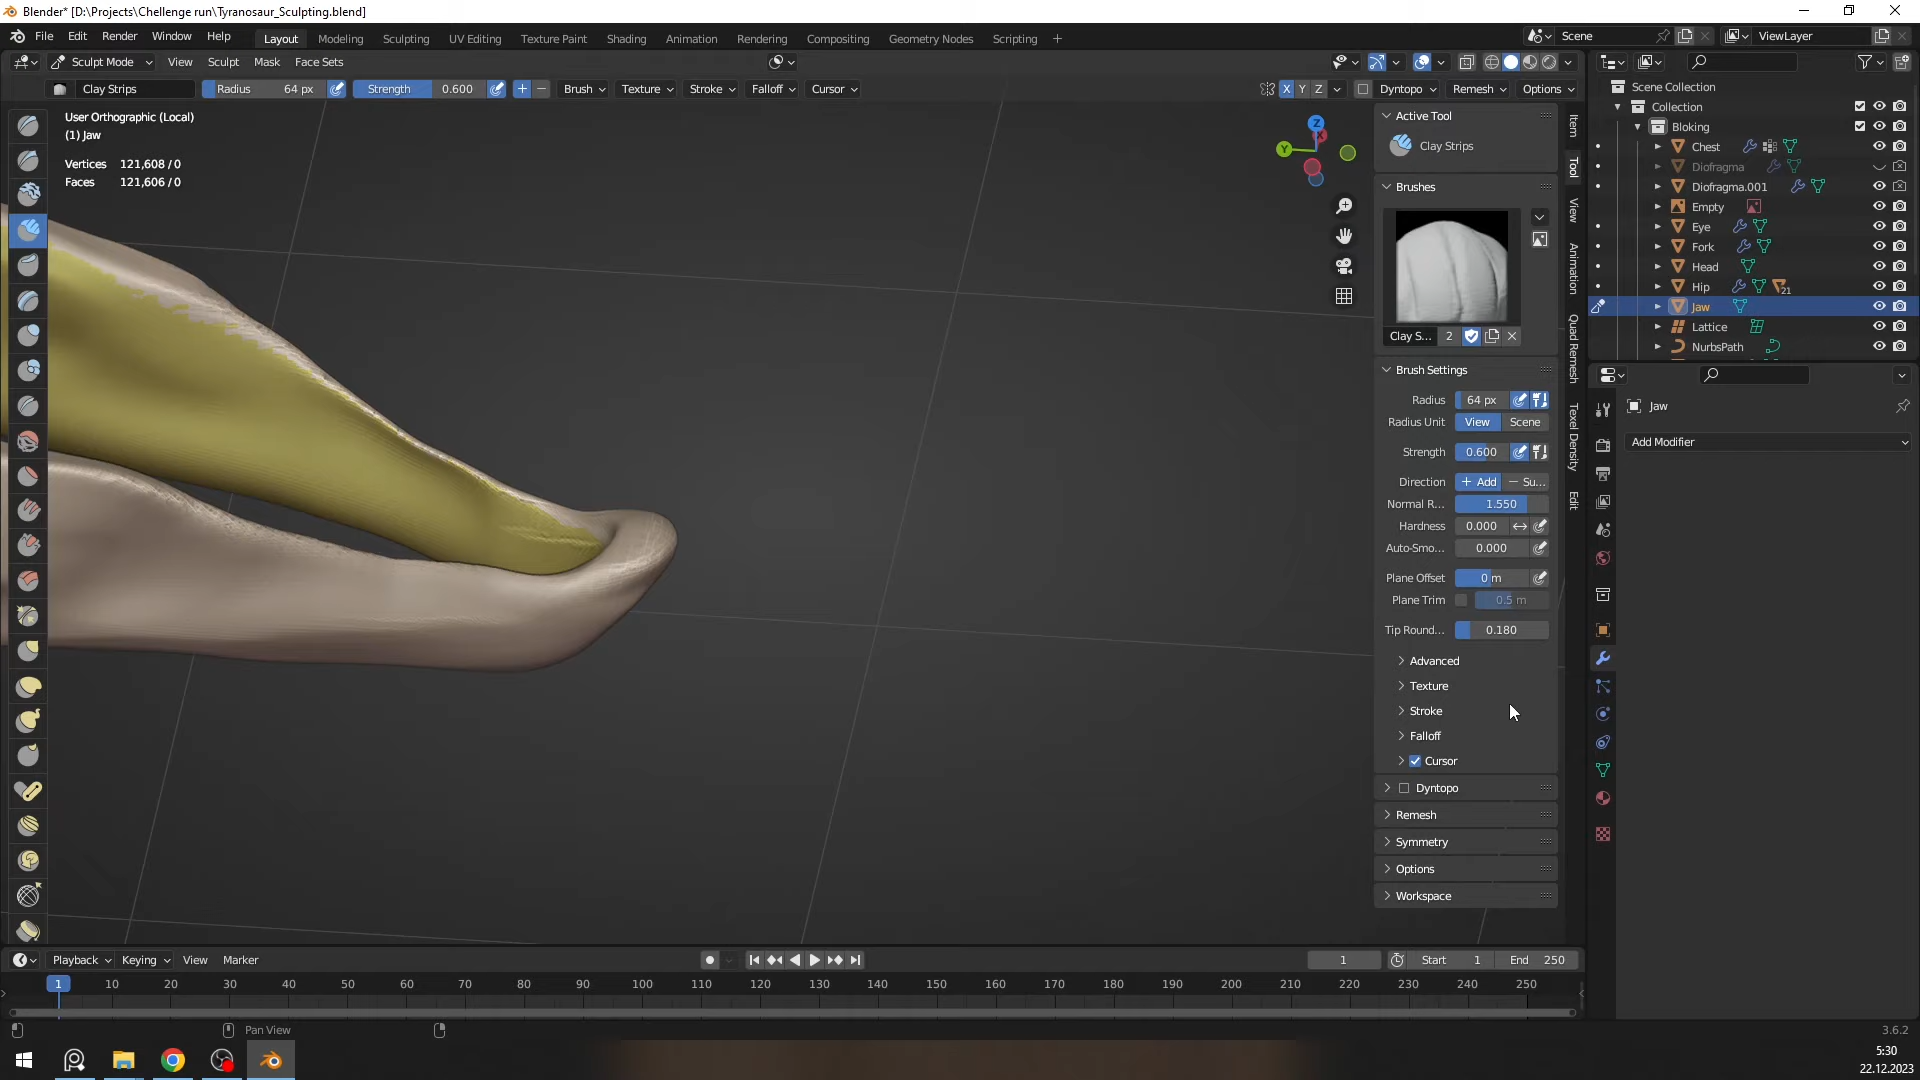 Blender* [D:\Projects\Chellenge run\Tyranosaur_Sculpting.blend]
File Edit Render Window Help Layout Modeling Sculpting UV Editing Texture Paint Shading Animation Rendering Compositing Geometry Nodes Scripting + Scene ViewLayer
Sculpt Mode View Sculpt Mask Face Sets
Clay Strips Radius 64 px Strength 0.600 Brush Texture Stroke Falloff Cursor X Y Z Dyntopo Remesh Options
User Orthographic (Local)
(1) Jaw
Vertices 121,608 / 0
Faces 121,606 / 0
Z
X
Y
Active Tool
Clay Strips
Brushes
Clay S... 2
Brush Settings
Radius 64 px
Radius Unit View Scene
Strength 0.600
Direction + Add − Su...
Normal R... 1.550
Hardness 0.000
Auto-Smo... 0.000
Plane Offset 0 m
Plane Trim 0.5 m
Tip Round... 0.180
Advanced
Texture
Stroke
Falloff
Cursor
Dyntopo
Remesh
Symmetry
Options
Workspace
Item
Tool
View
Animation
Quad Remesh
Texel Density
Edit
Scene Collection
Collection
Bloking
Chest
Diofragma
Diofragma.001
Empty
Eye
Fork
Head
Hip 21
Jaw
Lattice
NurbsPath
Jaw
Add Modifier
Playback Keying View Marker 1 Start 1 End 250
1 10 20 30 40 50 60 70 80 90 100 110 120 130 140 150 160 170 180 190 200 210 220 230 240 250
Pan View 3.6.2
5:30
22.12.2023